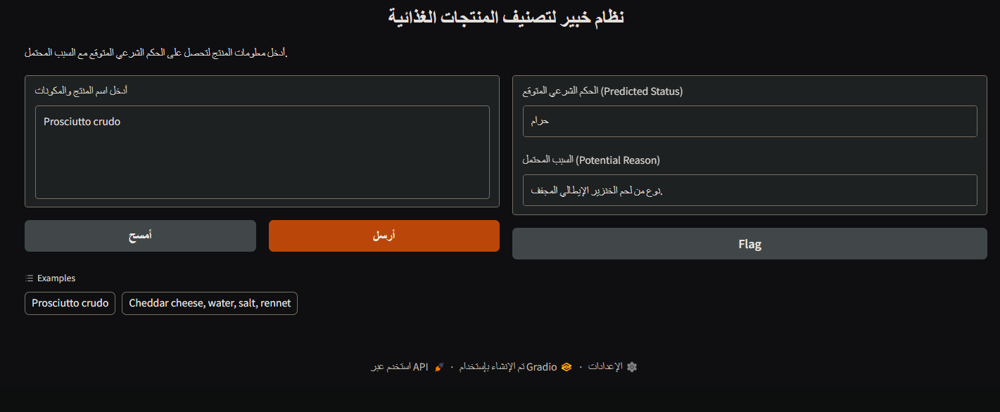 نظام خبير لتصنيف المنتجات الغذائية
أدخل معلومات المنتج لتحصل على الحكم الشرعي المتوقع مع السبب المحتمل.
أدخل اسم المنتج والمكونات
Prosciutto crudo
أمسح
أرسل
الحكم الشرعي المتوقع (Predicted Status)
حرام
السبب المحتمل (Potential Reason)
نوع من لحم الخنزير الإيطالي المجفف.
Flag
Examples
Prosciutto crudo
Cheddar cheese, water, salt, rennet
استخدم عبر API · تم الإنشاء بإستخدام Gradio · الإعدادات